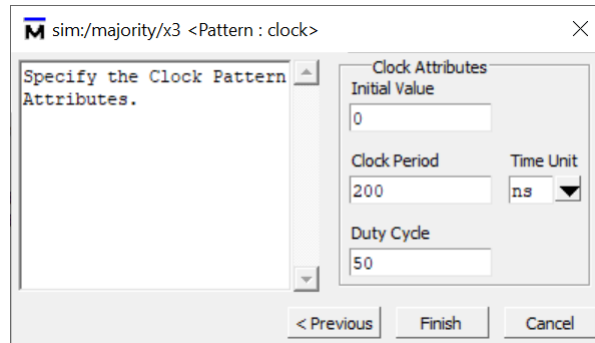 sim:/majority/x3 <Pattern : clock>
Specify the Clock Pattern
Attributes.
Clock Attributes
Initial Value
0
Clock Period
Time Unit
200
ns
Duty Cycle
50
< Previous
Finish
Cancel